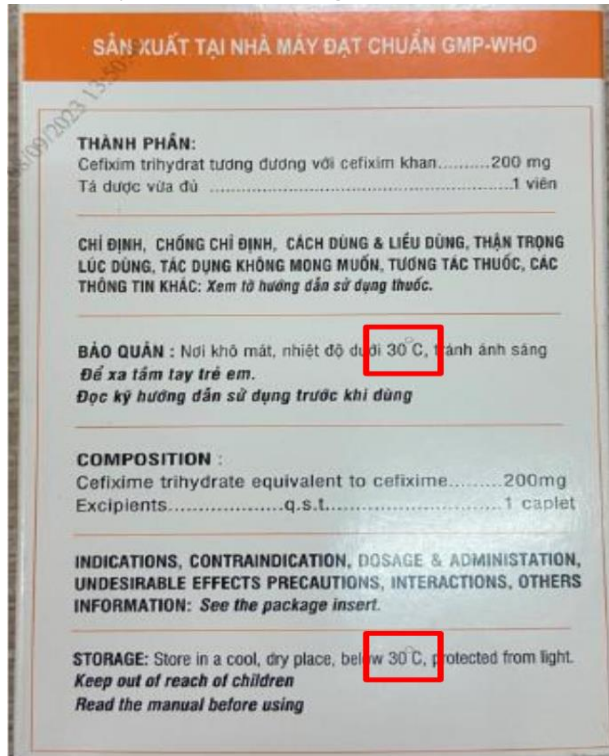 SẢN XUẤT TẠI NHÀ MÁY ĐẠT CHUẨN GMP-WHO
09/2023 13:50:
THÀNH PHẦN:
Cefixim trihydrat tương đương với cefixim khan..........200 mg
Tá dược vừa đủ ......................................................1 viên
CHỈ ĐỊNH, CHỐNG CHỈ ĐỊNH, CÁCH DÙNG & LIỀU DÙNG, THẬN TRỌNG
LÚC DÙNG, TÁC DỤNG KHÔNG MONG MUỐN, TƯƠNG TÁC THUỐC, CÁC
THÔNG TIN KHÁC: Xem tờ hướng dẫn sử dụng thuốc.
BẢO QUẢN : Nơi khô mát, nhiệt độ dưới 30°C, tránh ánh sáng
Để xa tầm tay trẻ em.
Đọc kỹ hướng dẫn sử dụng trước khi dùng
COMPOSITION :
Cefixime trihydrate equivalent to cefixime.........200mg
Excipients..................q.s.t...........................1 caplet
INDICATIONS, CONTRAINDICATION, DOSAGE & ADMINISTATION,
UNDESIRABLE EFFECTS PRECAUTIONS, INTERACTIONS, OTHERS
INFORMATION: See the package insert.
STORAGE: Store in a cool, dry place, below 30°C, protected from light.
Keep out of reach of children
Read the manual before using